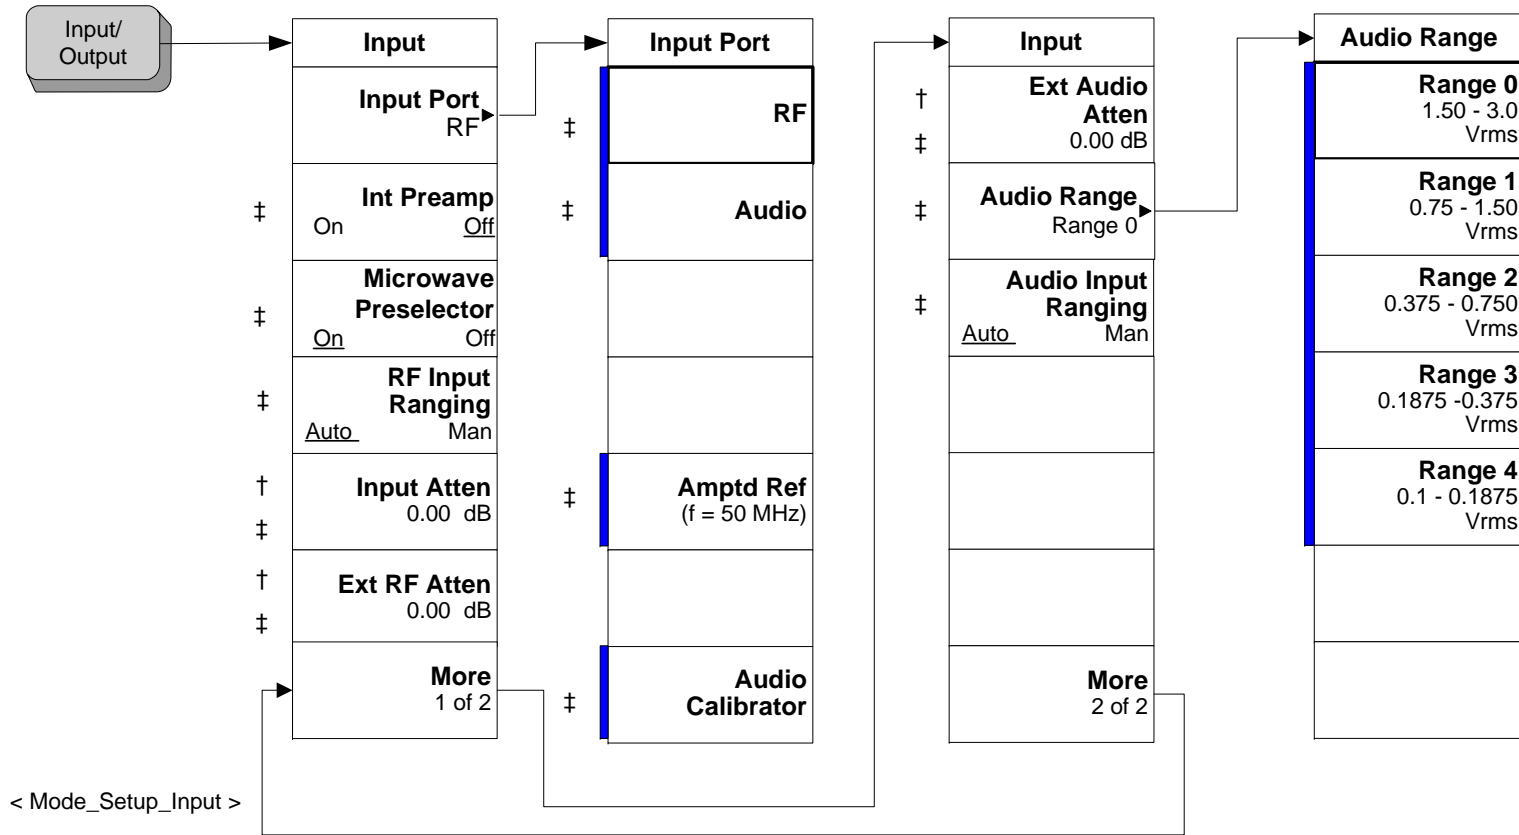 Input/
Output
Input
Input Port
RF
‡
Int Preamp
On Off
‡
Microwave
Preselector
On Off
‡
RF Input
Ranging
Auto Man
†
‡
Input Atten
0.00 dB
†
‡
Ext RF Atten
0.00 dB
More
1 of 2
Input Port
‡
RF
‡
Audio
‡
Amptd Ref
(f = 50 MHz)
‡
Audio
Calibrator
Input
†
‡
Ext Audio
Atten
0.00 dB
‡
Audio Range
Range 0
‡
Audio Input
Ranging
Auto Man
More
2 of 2
Audio Range
Range 0
1.50 - 3.0
Vrms
Range 1
0.75 - 1.50
Vrms
Range 2
0.375 - 0.750
Vrms
Range 3
0.1875 -0.375
Vrms
Range 4
0.1 - 0.1875
Vrms
< Mode_Setup_Input >